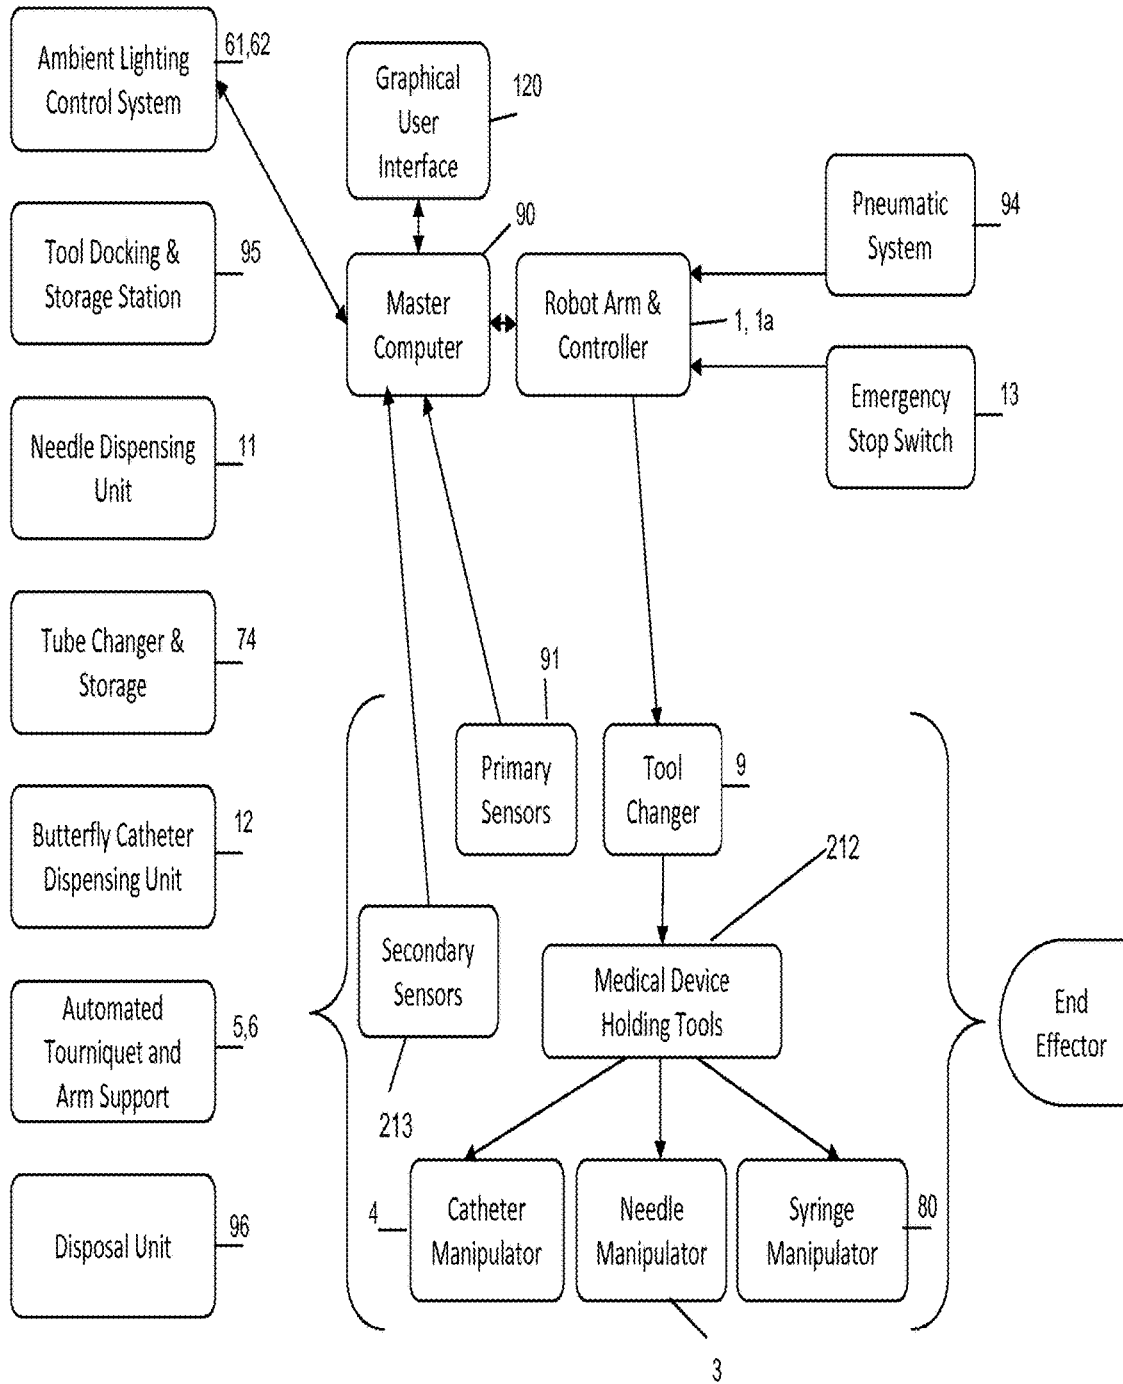 Ambient Lighting
Control System
61,62
Graphical
User
Interface
120
Pneumatic
System
94
Tool Docking &
Storage Station
95
Master
Computer
90
Robot Arm &
Controller
1, 1a
Emergency
Stop Switch
13
Needle Dispensing
Unit
11
Tube Changer &
Storage
74
Primary
Sensors
91
Tool
Changer
9
Butterfly Catheter
Dispensing Unit
12
212
Secondary
Sensors
213
Medical Device
Holding Tools
End
Effector
Automated
Tourniquet and
Arm Support
5,6
Disposal Unit
96
4
Catheter
Manipulator
Needle
Manipulator
3
Syringe
Manipulator
80